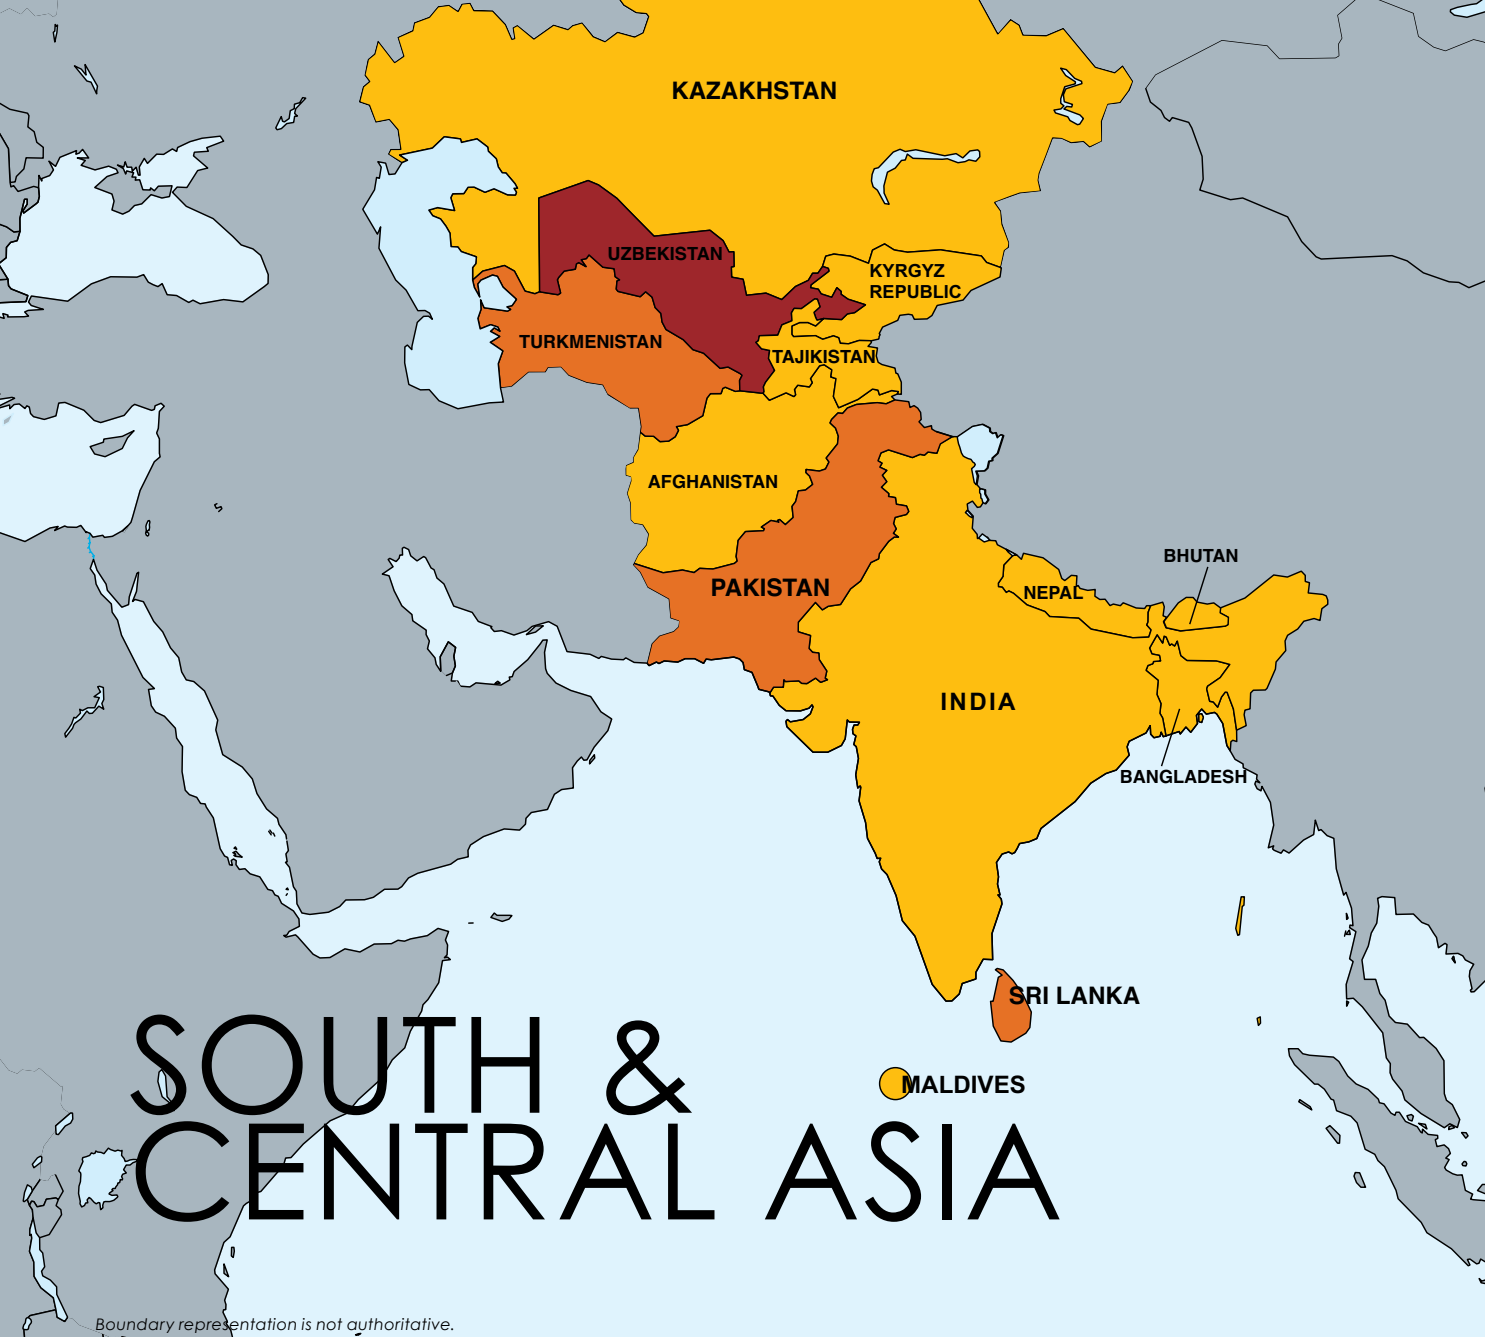 KAZAKHSTAN
UZBEKISTAN
KYRGYZ
REPUBLIC
TURKMENISTAN
TAJIKISTAN
AFGHANISTAN
PAKISTAN
BHUTAN
NEPAL
INDIA
BANGLADESH
SRI LANKA
MALDIVES
SOUTH &
CENTRAL ASIA
Boundary representation is not authoritative.